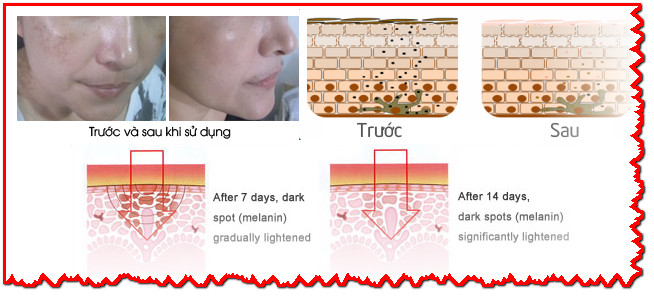 Trước và sau khi sử dụng
Trước
Sau
After 7 days, dark
spot (melanin)
gradually lightened
After 14 days,
dark spots (melanin)
significantly lightened